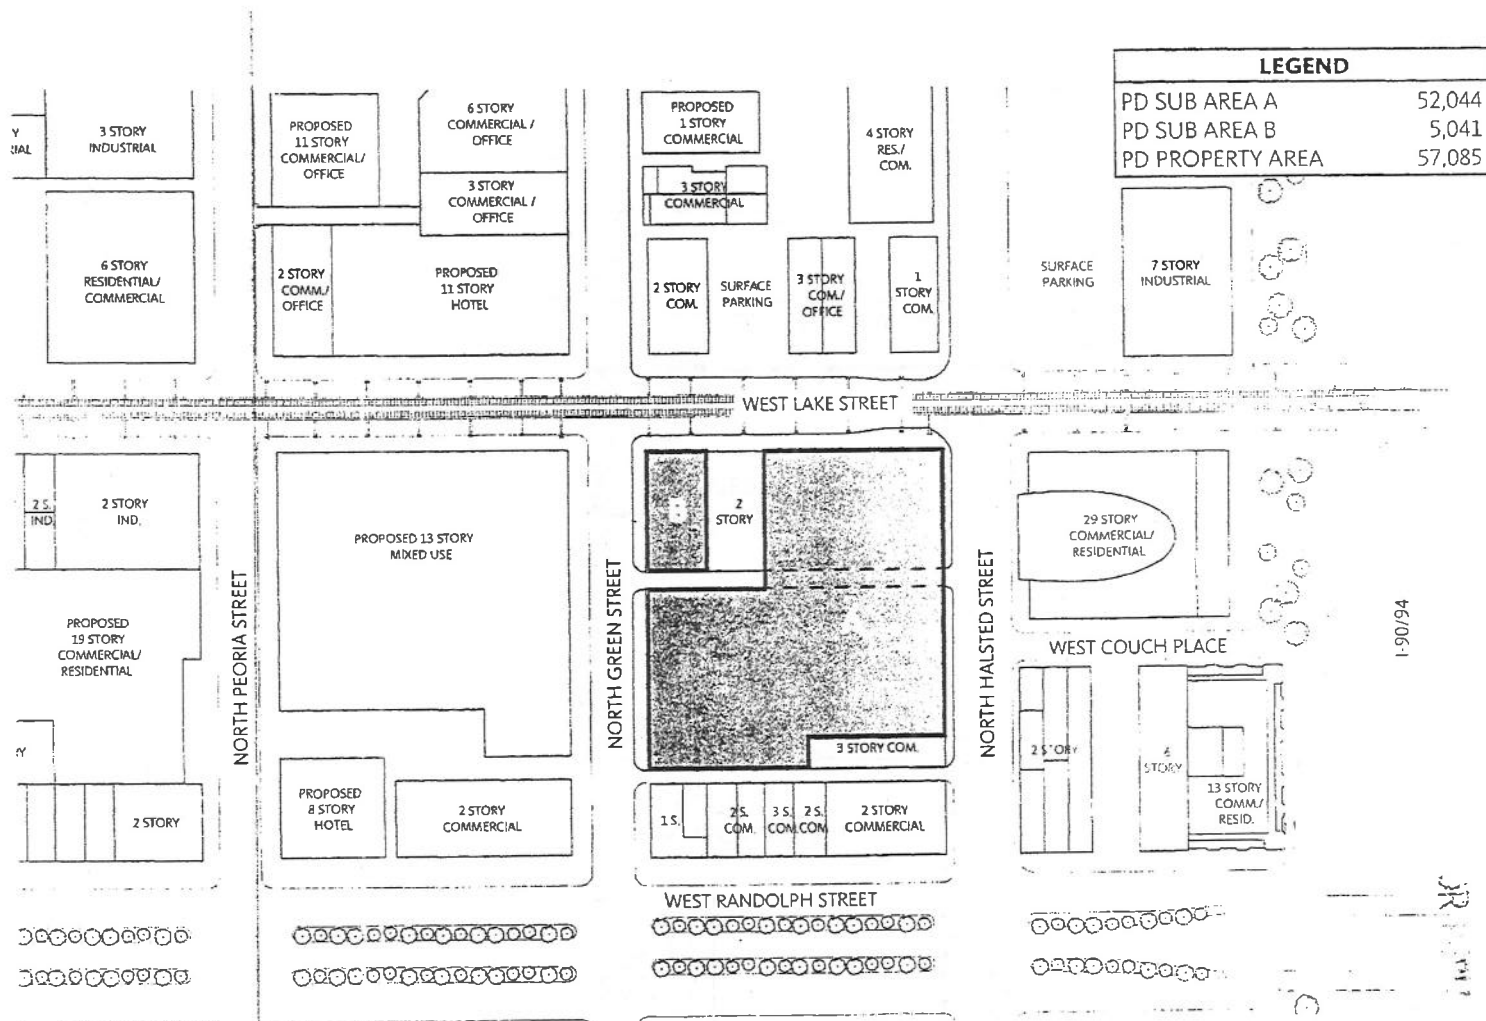 LEGEND
PD SUB AREA A 52,044
PD SUB AREA B 5,041
PD PROPERTY AREA 57,085
3 STORY
INDUSTRIAL
PROPOSED
11 STORY
COMMERCIAL/
OFFICE
6 STORY
COMMERCIAL /
OFFICE
3 STORY
COMMERCIAL /
OFFICE
PROPOSED
1 STORY
COMMERCIAL
3 STORY
COMMERCIAL
4 STORY
RES./
COM.
6 STORY
RESIDENTIAL/
COMMERCIAL
2 STORY
COMM./
OFFICE
PROPOSED
11 STORY
HOTEL
2 STORY
COM.
SURFACE
PARKING
3 STORY
COM./
OFFICE
1
STORY
COM.
SURFACE
PARKING
7 STORY
INDUSTRIAL
WEST LAKE STREET
2 S.
IND.
2 STORY
IND.
PROPOSED 13 STORY
MIXED USE
B
2
STORY
29 STORY
COMMERCIAL/
RESIDENTIAL
NORTH PEORIA STREET
NORTH GREEN STREET
NORTH HALSTED STREET
I-90/94
PROPOSED
19 STORY
COMMERCIAL/
RESIDENTIAL
WEST COUCH PLACE
3 STORY COM.
2 STORY
6
STORY
13 STORY
COMM./
RESID.
2 STORY
PROPOSED
8 STORY
HOTEL
2 STORY
COMMERCIAL
1 S.
2 S.
COM.
3 S.
COM.
2 S.
COM
2 STORY
COMMERCIAL
WEST RANDOLPH STREET